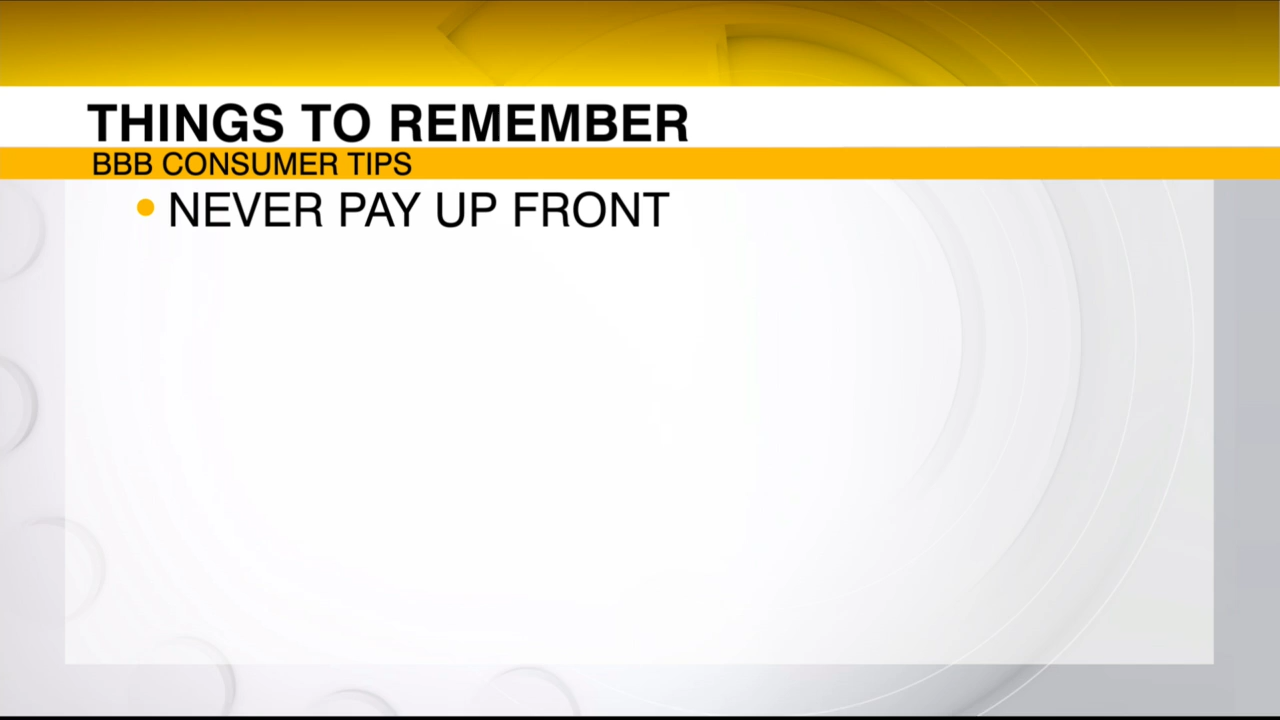 THINGS TO REMEMBER
BBB CONSUMER TIPS
• NEVER PAY UP FRONT